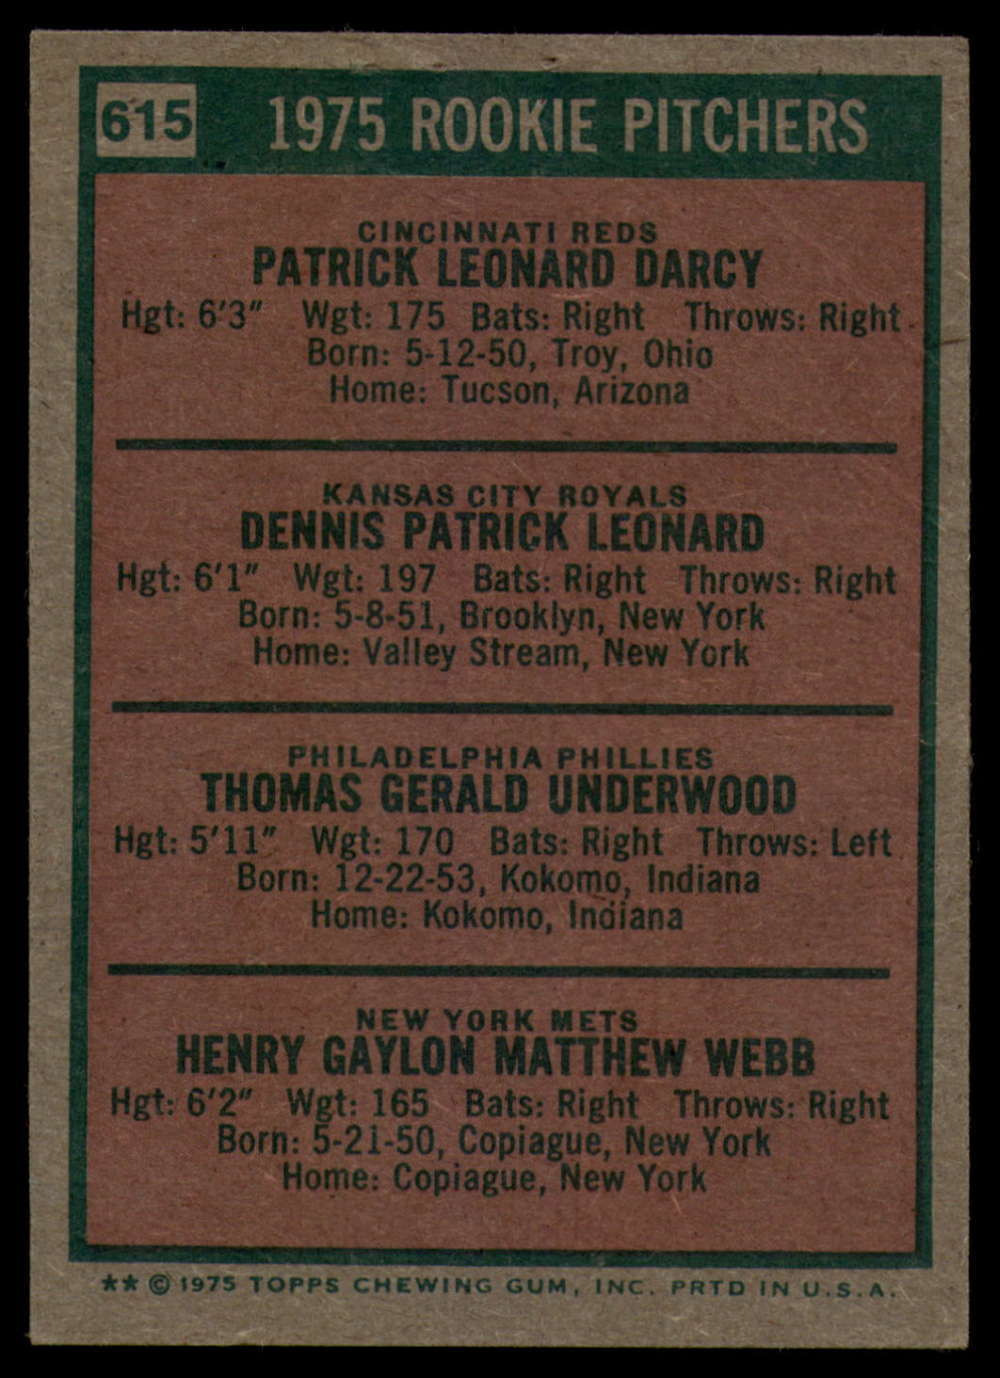 615 1975 ROOKIE PITCHERS
CINCINNATI REDS
PATRICK LEONARD DARCY
Hgt: 6'3" Wgt: 175 Bats: Right Throws: Right
Born: 5-12-50, Troy, Ohio
Home: Tucson, Arizona
KANSAS CITY ROYALS
DENNIS PATRICK LEONARD
Hgt: 6'1" Wgt: 197 Bats: Right Throws: Right
Born: 5-8-51, Brooklyn, New York
Home: Valley Stream, New York
PHILADELPHIA PHILLIES
THOMAS GERALD UNDERWOOD
Hgt: 5'11" Wgt: 170 Bats: Right Throws: Left
Born: 12-22-53, Kokomo, Indiana
Home: Kokomo, Indiana
NEW YORK METS
HENRY GAYLON MATTHEW WEBB
Hgt: 6'2" Wgt: 165 Bats: Right Throws: Right
Born: 5-21-50, Copiague, New York
Home: Copiague, New York
** © 1975 TOPPS CHEWING GUM, INC. PRTD IN U.S.A.